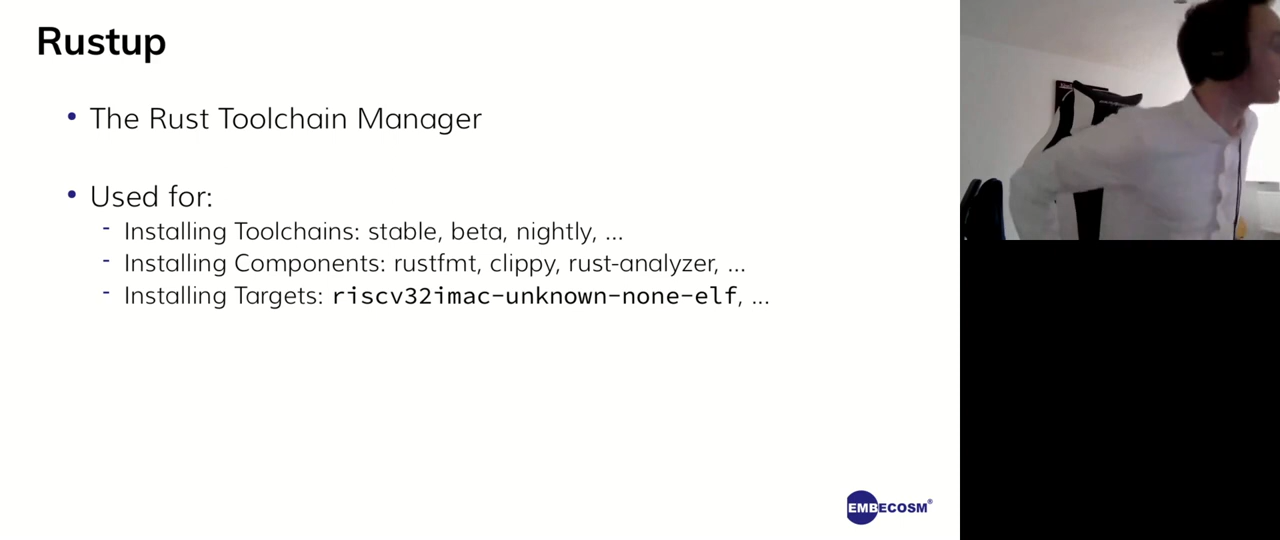 Rustup
• The Rust Toolchain Manager
• Used for:
- Installing Toolchains: stable, beta, nightly, ...
- Installing Components: rustfmt, clippy, rust-analyzer, ...
- Installing Targets: riscv32imac-unknown-none-elf, ...
EMBECOSM®